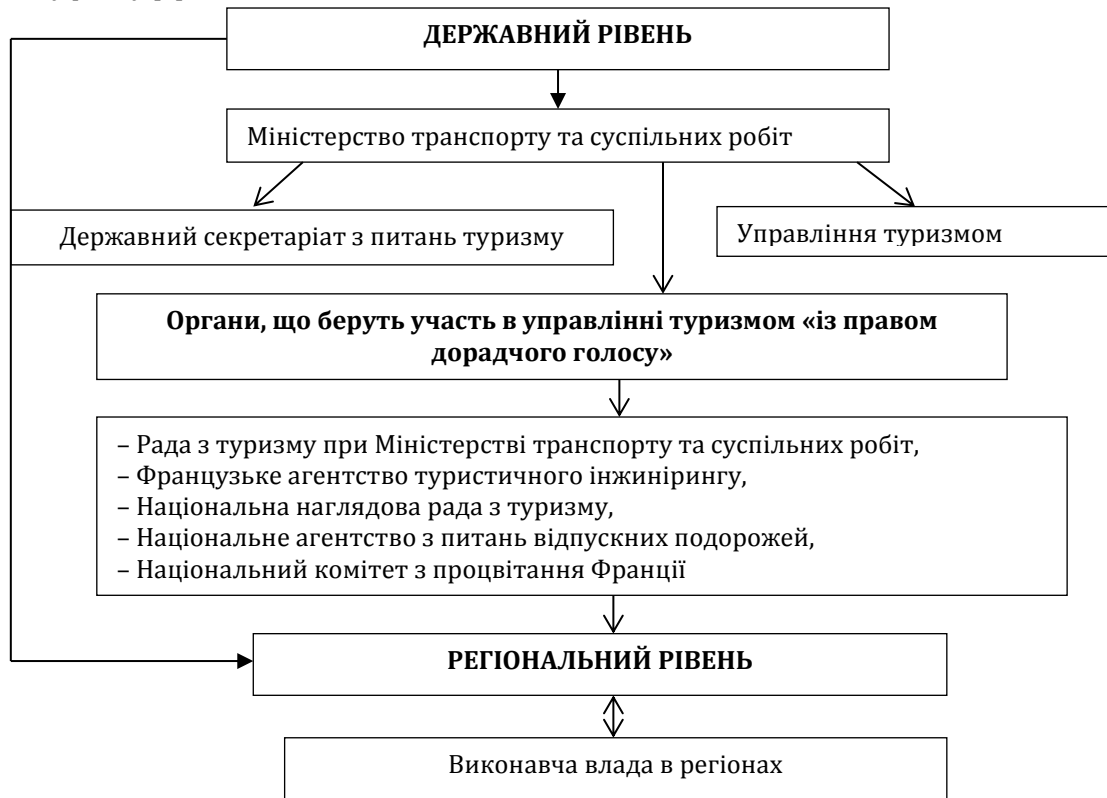 ДЕРЖАВНИЙ РІВЕНЬ
Міністерство транспорту та суспільних робіт
Державний секретаріат з питань туризму
Управління туризмом
Органи, що беруть участь в управлінні туризмом «із правом
дорадчого голосу»
– Рада з туризму при Міністерстві транспорту та суспільних робіт,
– Французьке агентство туристичного інжинірингу,
– Національна наглядова рада з туризму,
– Національне агентство з питань відпускних подорожей,
– Національний комітет з процвітання Франції
РЕГІОНАЛЬНИЙ РІВЕНЬ
Виконавча влада в регіонах